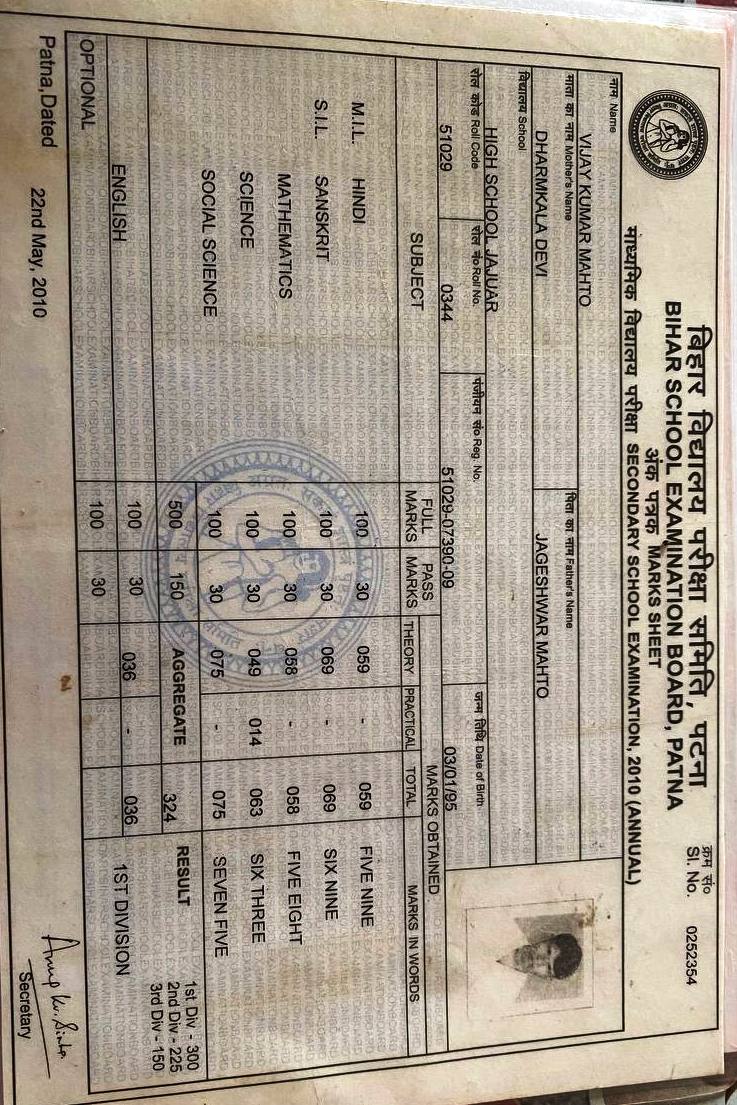 बिहार विद्यालय परीक्षा समिति, पटना
BIHAR SCHOOL EXAMINATION BOARD, PATNA
क्रम सं०
Sl. No. 0252354
अंक पत्रक MARKS SHEET
माध्यमिक विद्यालय परीक्षा SECONDARY SCHOOL EXAMINATION, 2010 (ANNUAL)
नाम Name
VIJAY KUMAR MAHTO
माता का नाम Mother's Name पिता का नाम Father's Name
DHARMKALA DEVI JAGESHWAR MAHTO
विद्यालय School
HIGH SCHOOL JAJUAR
रोल कोड Roll Code रोल नं० Roll No. पंजीयन सं० Reg. No. जन्म तिथि Date of Birth
51029 0344 51029-07390-09 03/01/95
SUBJECT FULL MARKS PASS MARKS MARKS OBTAINED MARKS IN WORDS
THEORY PRACTICAL TOTAL
M.I.L. HINDI 100 30 059 - 059 FIVE NINE
S.I.L. SANSKRIT 100 30 069 - 069 SIX NINE
MATHEMATICS 100 30 058 - 058 FIVE EIGHT
SCIENCE 100 30 049 014 063 SIX THREE
SOCIAL SCIENCE 100 30 075 - 075 SEVEN FIVE
500 150 AGGREGATE 324 RESULT 1st Div - 300
2nd Div - 225
3rd Div - 150
ENGLISH 100 30 036 - 036 1ST DIVISION
OPTIONAL 100 30
Patna,Dated 22nd May, 2010
Anup Kr. Sinha
Secretary